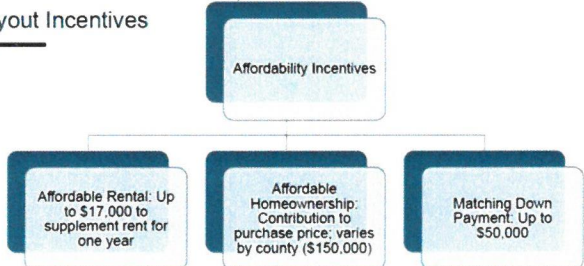 yout Incentives
Affordability Incentives
Affordable Rental: Up
to $17,000 to
supplement rent for
one year
Affordable
Homeownership:
Contribution to
purchase price; varies
by county ($150,000)
Matching Down
Payment: Up to
$50,000